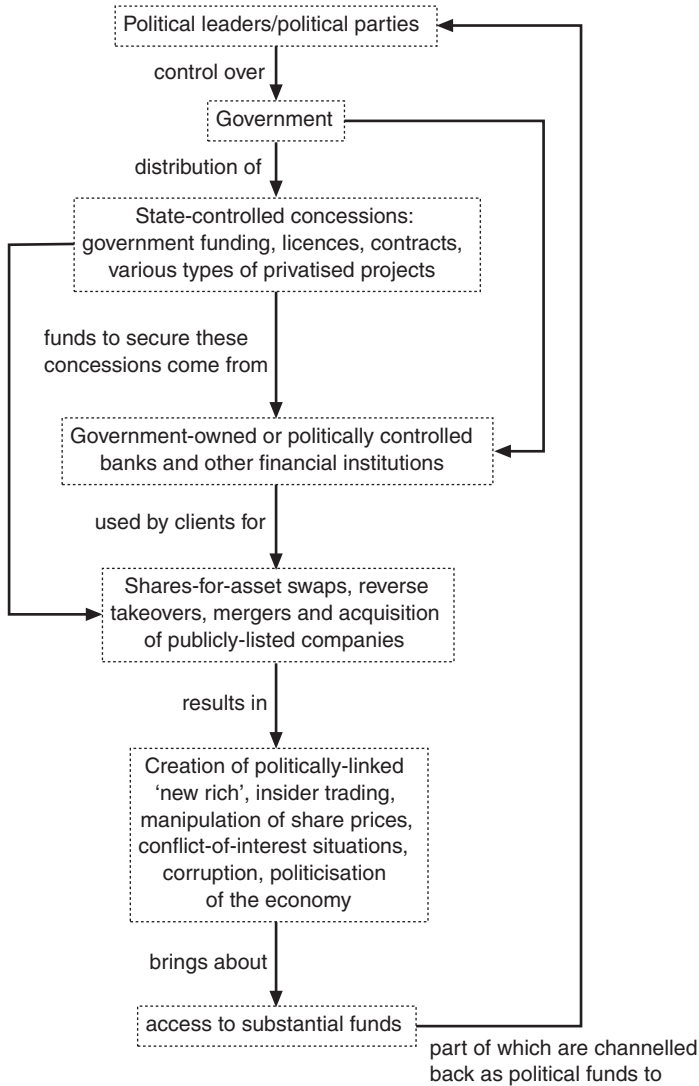 Political leaders/political parties
control over
Government
distribution of
State-controlled concessions:
government funding, licences, contracts,
various types of privatised projects
funds to secure these
concessions come from
Government-owned or politically controlled
banks and other financial institutions
used by clients for
Shares-for-asset swaps, reverse
takeovers, mergers and acquisition
of publicly-listed companies
results in
Creation of politically-linked
‘new rich’, insider trading,
manipulation of share prices,
conflict-of-interest situations,
corruption, politicisation
of the economy
brings about
access to substantial funds
part of which are channelled
back as political funds to